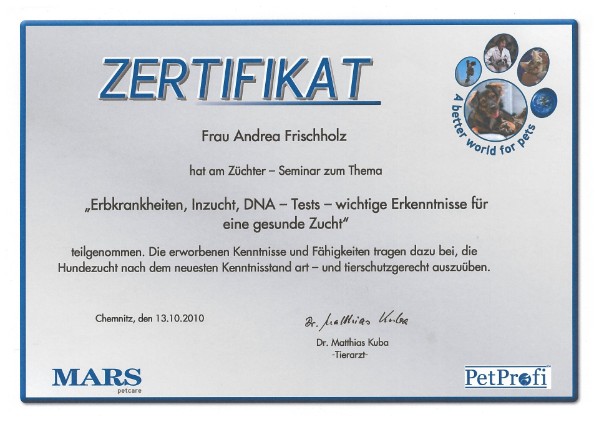 ZERTIFIKAT
A better world for pets
Frau Andrea Frischholz
hat am Züchter – Seminar zum Thema
„Erbkrankheiten, Inzucht, DNA – Tests – wichtige Erkenntnisse für
eine gesunde Zucht“
teilgenommen. Die erworbenen Kenntnisse und Fähigkeiten tragen dazu bei, die
Hundezucht nach dem neuesten Kenntnisstand art – und tierschutzgerecht auszuüben.
Chemnitz, den 13.10.2010
Dr. Matthias Kuba
Dr. Matthias Kuba
-Tierarzt-
MARS
petcare
PetProfi